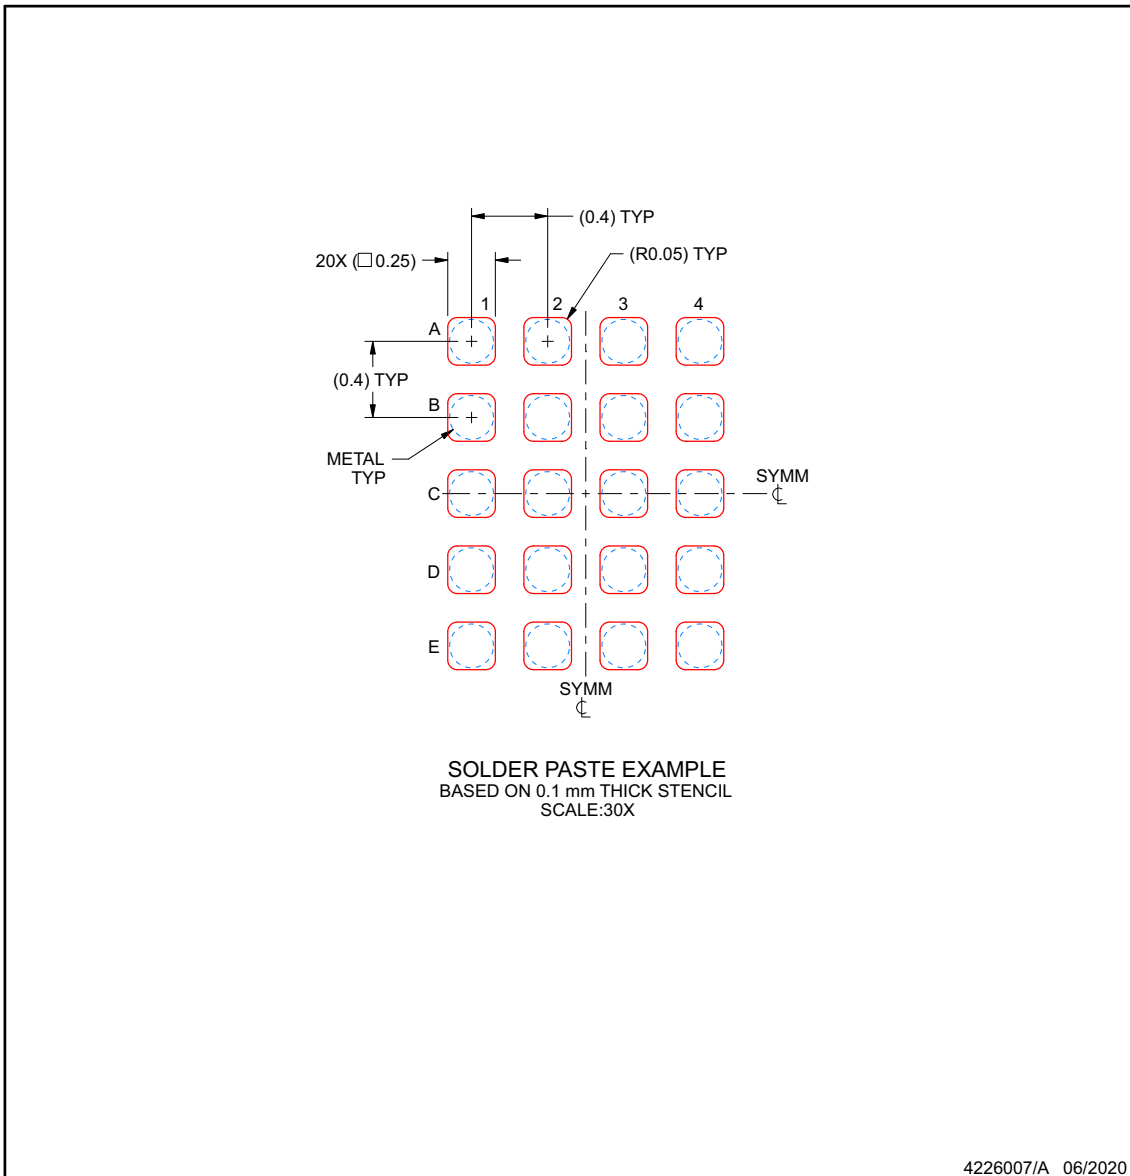 (0.4) TYP
20X (□ 0.25)
(R0.05) TYP
1 2 3 4
A
(0.4) TYP
B
METAL
TYP
SYMM
℄
C
D
E
SYMM
℄
SOLDER PASTE EXAMPLE
BASED ON 0.1 mm THICK STENCIL
SCALE:30X
4226007/A 06/2020